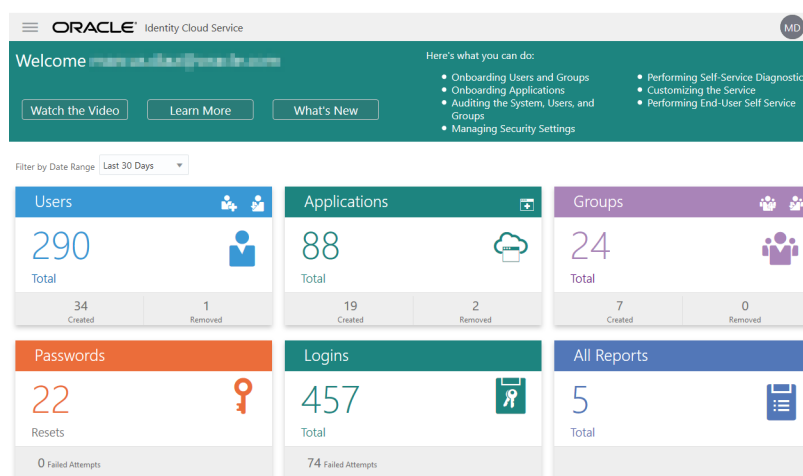 ORACLE® Identity Cloud Service
MD
Welcome
Watch the Video
Learn More
What's New
Here's what you can do:
Onboarding Users and Groups
Onboarding Applications
Auditing the System, Users, and
Groups
Managing Security Settings
Performing Self-Service Diagnostic
Customizing the Service
Performing End-User Self Service
Filter by Date Range Last 30 Days
Users
290
Total
34
Created
1
Removed
Applications
88
Total
19
Created
2
Removed
Groups
24
Total
7
Created
0
Removed
Passwords
22
Resets
0 Failed Attempts
Logins
457
Total
74 Failed Attempts
All Reports
5
Total